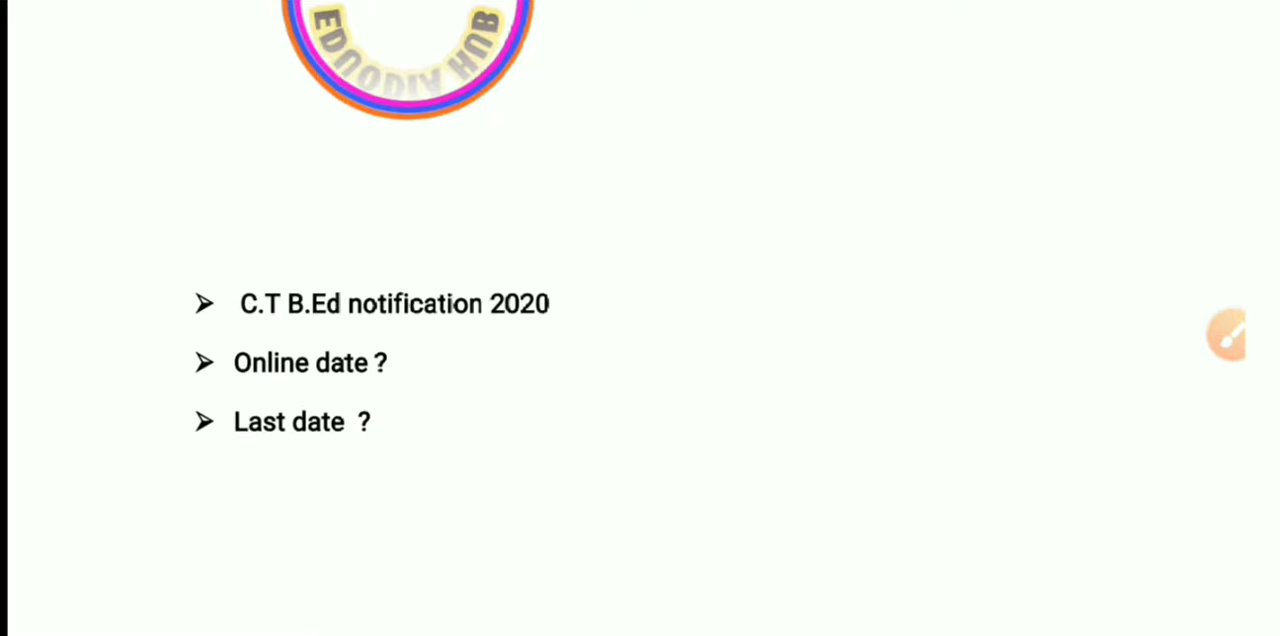 EDUODIA HUB
C.T B.Ed notification 2020
Online date ?
Last date ?